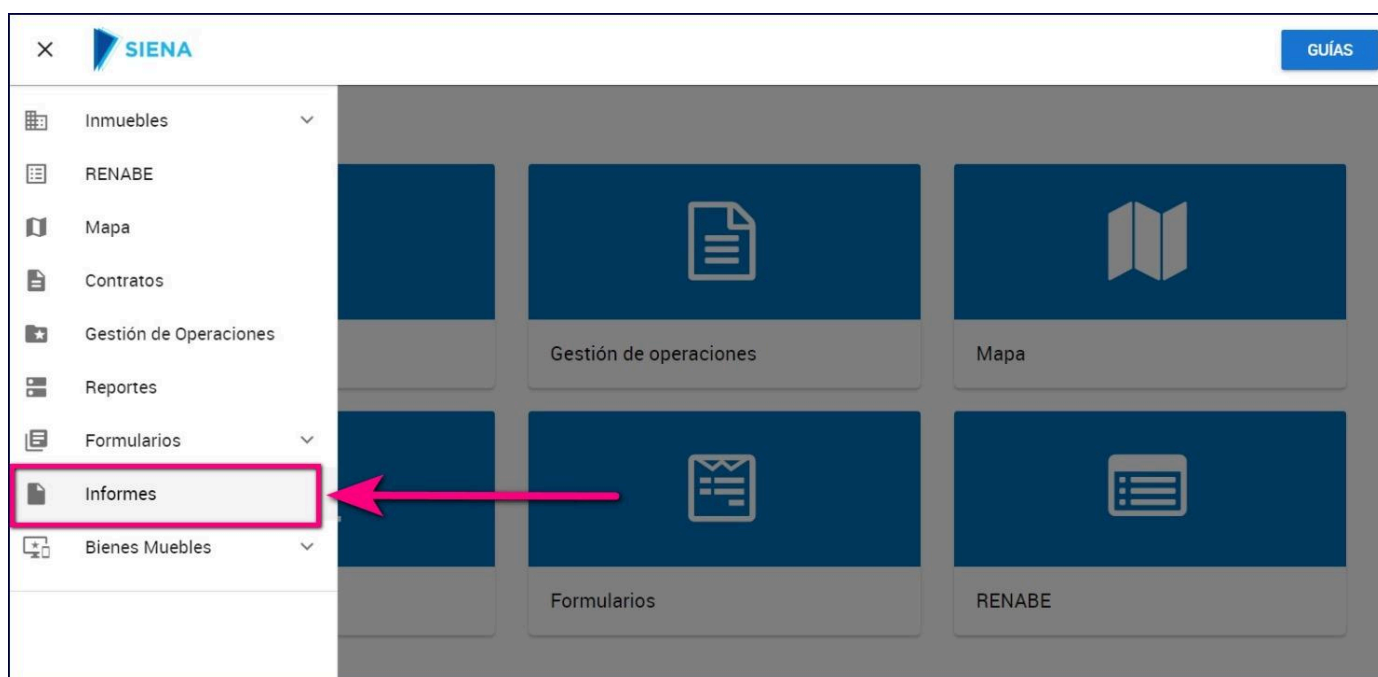 SIENA
GUÍAS
Inmuebles
RENABE
Mapa
Contratos
Gestión de Operaciones
Reportes
Formularios
Informes
Bienes Muebles
Gestión de operaciones
Mapa
Formularios
RENABE